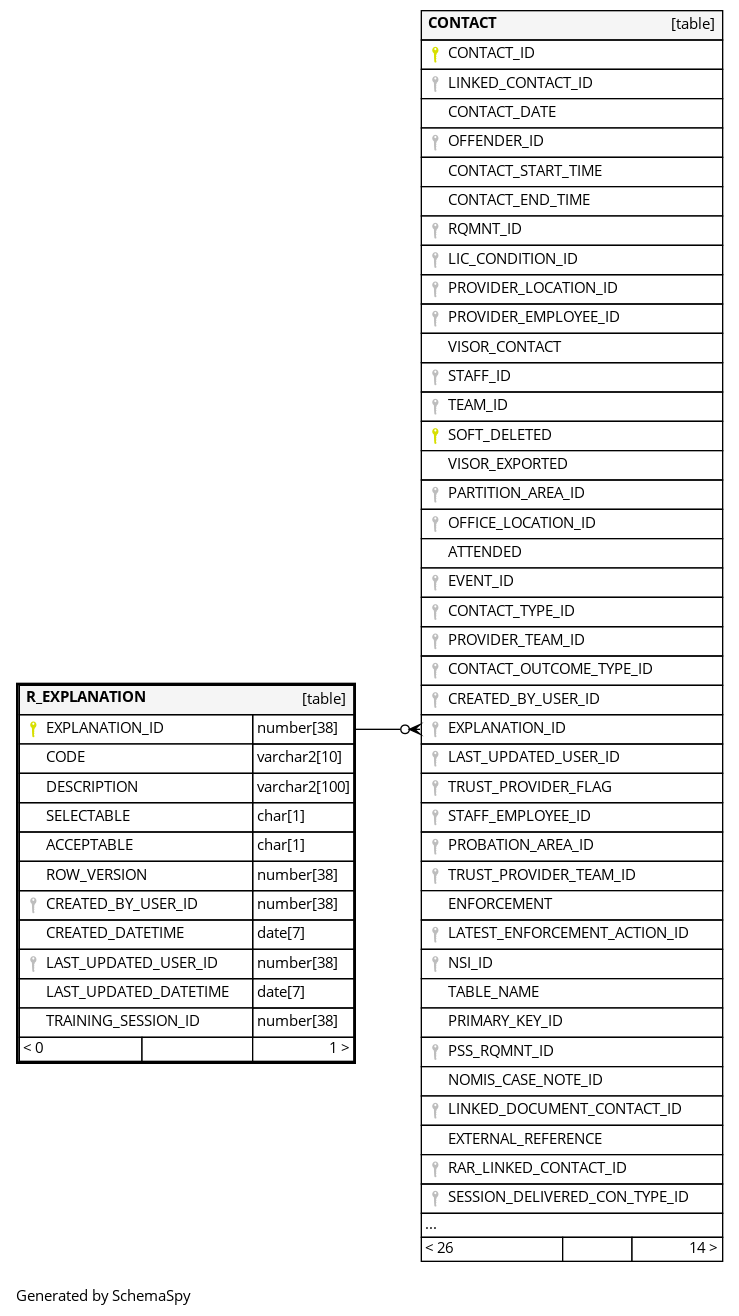 CONTACT [table]
CONTACT_ID
LINKED_CONTACT_ID
CONTACT_DATE
OFFENDER_ID
CONTACT_START_TIME
CONTACT_END_TIME
RQMNT_ID
LIC_CONDITION_ID
PROVIDER_LOCATION_ID
PROVIDER_EMPLOYEE_ID
VISOR_CONTACT
STAFF_ID
TEAM_ID
SOFT_DELETED
VISOR_EXPORTED
PARTITION_AREA_ID
OFFICE_LOCATION_ID
ATTENDED
EVENT_ID
CONTACT_TYPE_ID
PROVIDER_TEAM_ID
CONTACT_OUTCOME_TYPE_ID
CREATED_BY_USER_ID
EXPLANATION_ID
LAST_UPDATED_USER_ID
TRUST_PROVIDER_FLAG
STAFF_EMPLOYEE_ID
PROBATION_AREA_ID
TRUST_PROVIDER_TEAM_ID
ENFORCEMENT
LATEST_ENFORCEMENT_ACTION_ID
NSI_ID
TABLE_NAME
PRIMARY_KEY_ID
PSS_RQMNT_ID
NOMIS_CASE_NOTE_ID
LINKED_DOCUMENT_CONTACT_ID
EXTERNAL_REFERENCE
RAR_LINKED_CONTACT_ID
SESSION_DELIVERED_CON_TYPE_ID
...
< 26 14 >
R_EXPLANATION [table]
EXPLANATION_ID number[38]
CODE varchar2[10]
DESCRIPTION varchar2[100]
SELECTABLE char[1]
ACCEPTABLE char[1]
ROW_VERSION number[38]
CREATED_BY_USER_ID number[38]
CREATED_DATETIME date[7]
LAST_UPDATED_USER_ID number[38]
LAST_UPDATED_DATETIME date[7]
TRAINING_SESSION_ID number[38]
< 0 1 >
Generated by SchemaSpy